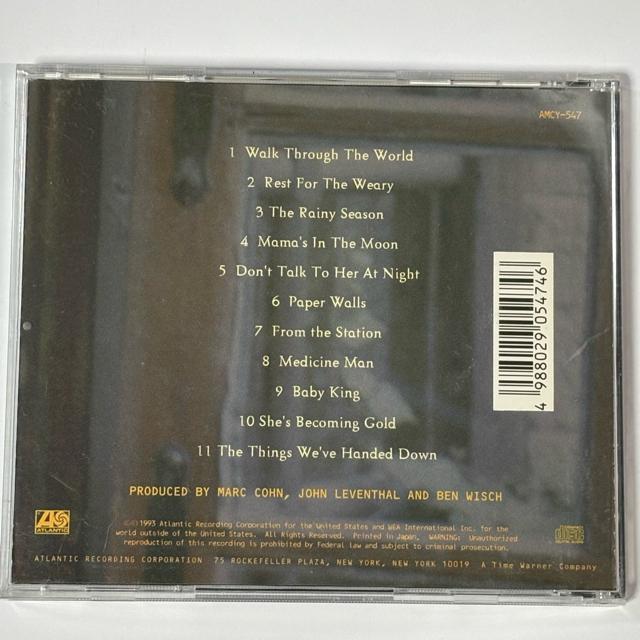 AMCY-547
1 Walk Through The World
2 Rest For The Weary
3 The Rainy Season
4 Mama's In The Moon
5 Don't Talk To Her At Night
6 Paper Walls
7 From the Station
8 Medicine Man
9 Baby King
10 She's Becoming Gold
11 The Things We've Handed Down
4 988029 054746
PRODUCED BY MARC COHN, JOHN LEVENTHAL AND BEN WISCH
ATLANTIC
℗© 1993 Atlantic Recording Corporation for the United States and WEA International Inc. for the
world outside of the United States. All Rights Reserved. Printed in Japan. WARNING: Unauthorized
reproduction of this recording is prohibited by Federal law and subject to criminal prosecution.
ATLANTIC RECORDING CORPORATION 75 ROCKEFELLER PLAZA, NEW YORK, NEW YORK 10019 A Time Warner Company